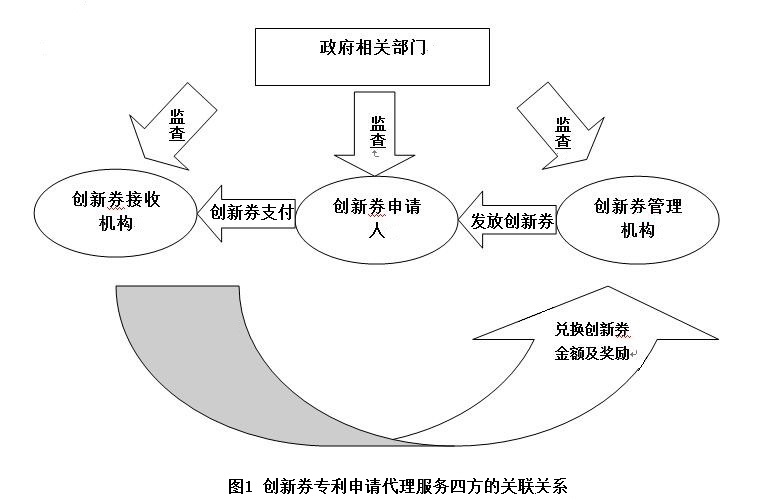 政府相关部门
监
查
监
查
监
查
创新券接收
机构
创新券支付
创新券申请
人
发放创新券
创新券管理
机构
兑换创新券
金额及奖励
图1 创新券专利申请代理服务四方的关联关系